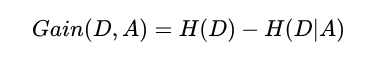 Gain(D, A) = H(D) − H(D|A)